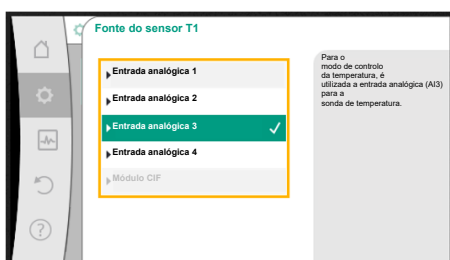 Fonte do sensor T1
Entrada analógica 1
Entrada analógica 2
Entrada analógica 3
Entrada analógica 4
Módulo CIF
Para o
modo de controlo
da temperatura, é
utilizada a entrada analógica (AI3)
para a
sonda de temperatura.
?